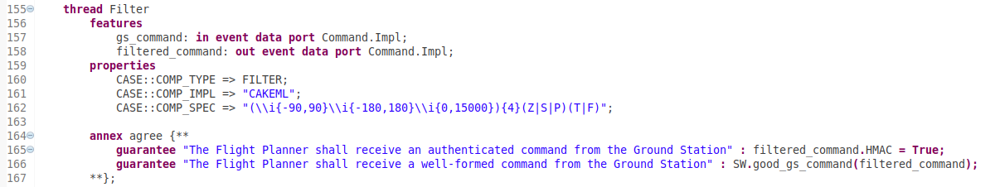 155 thread Filter
156 features
157 gs_command: in event data port Command.Impl;
158 filtered_command: out event data port Command.Impl;
159 properties
160 CASE::COMP_TYPE => FILTER;
161 CASE::COMP_IMPL => "CAKEML";
162 CASE::COMP_SPEC => "(\\i{-90,90}\\i{-180,180}\\i{0,15000}){4}(Z|S|P)(T|F)";
163
164 annex agree {**
165 guarantee "The Flight Planner shall receive an authenticated command from the Ground Station" : filtered_command.HMAC = True;
166 guarantee "The Flight Planner shall receive a well-formed command from the Ground Station" : SW.good_gs_command(filtered_command);
167 **};